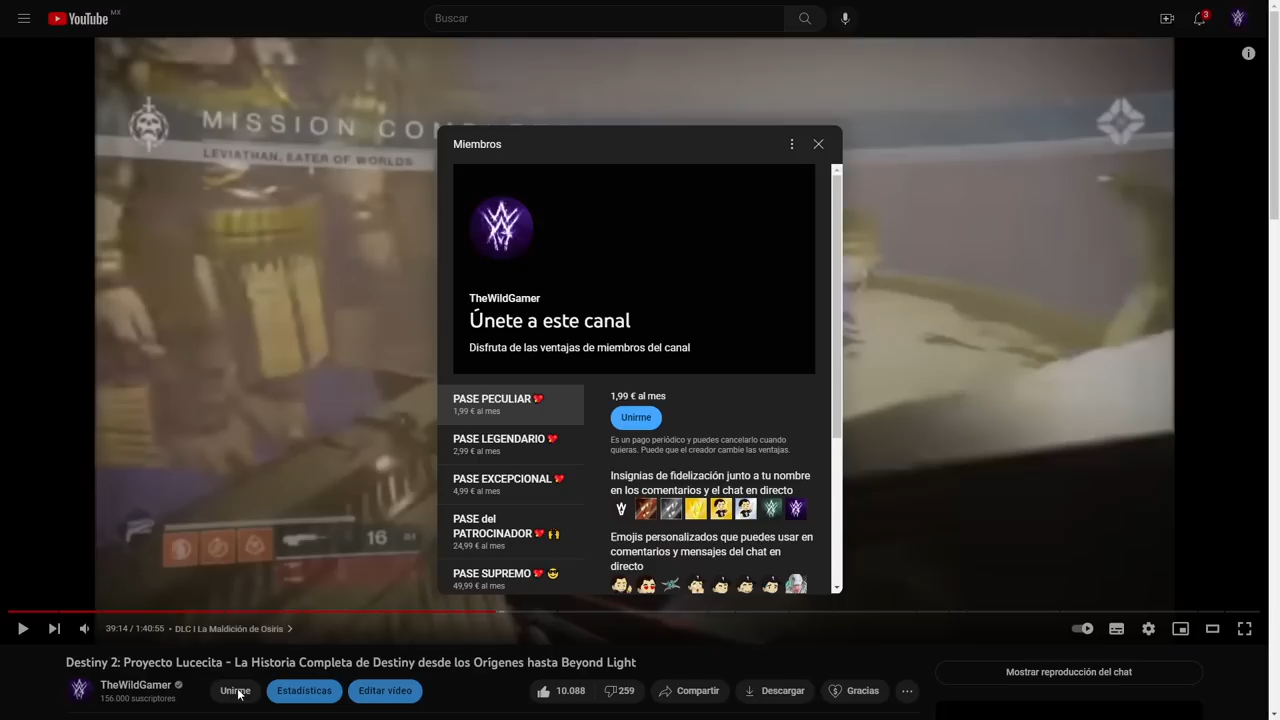 YouTube MX
Buscar
3
MISSION COMP
LEVIATHAN, EATER OF WORLDS
Miembros
TheWildGamer
Únete a este canal
Disfruta de las ventajas de miembros del canal
PASE PECULIAR
1,99 € al mes
PASE LEGENDARIO
2,99 € al mes
PASE EXCEPCIONAL
4,99 € al mes
PASE del
PATROCINADOR
24,99 € al mes
PASE SUPREMO
49,99 € al mes
1,99 € al mes
Unirme
Es un pago periódico y puedes cancelarlo cuando
quieras. Puede que el creador cambie las ventajas.
Insignias de fidelización junto a tu nombre
en los comentarios y el chat en directo
Emojis personalizados que puedes usar en
comentarios y mensajes del chat en
directo
16
39:14 / 1:40:55 • DLC I La Maldición de Osiris
Destiny 2: Proyecto Lucecita - La Historia Completa de Destiny desde los Orígenes hasta Beyond Light
TheWildGamer
156.000 suscriptores
Unirme
Estadísticas
Editar vídeo
10.088
259
Compartir
Descargar
Gracias
Mostrar reproducción del chat